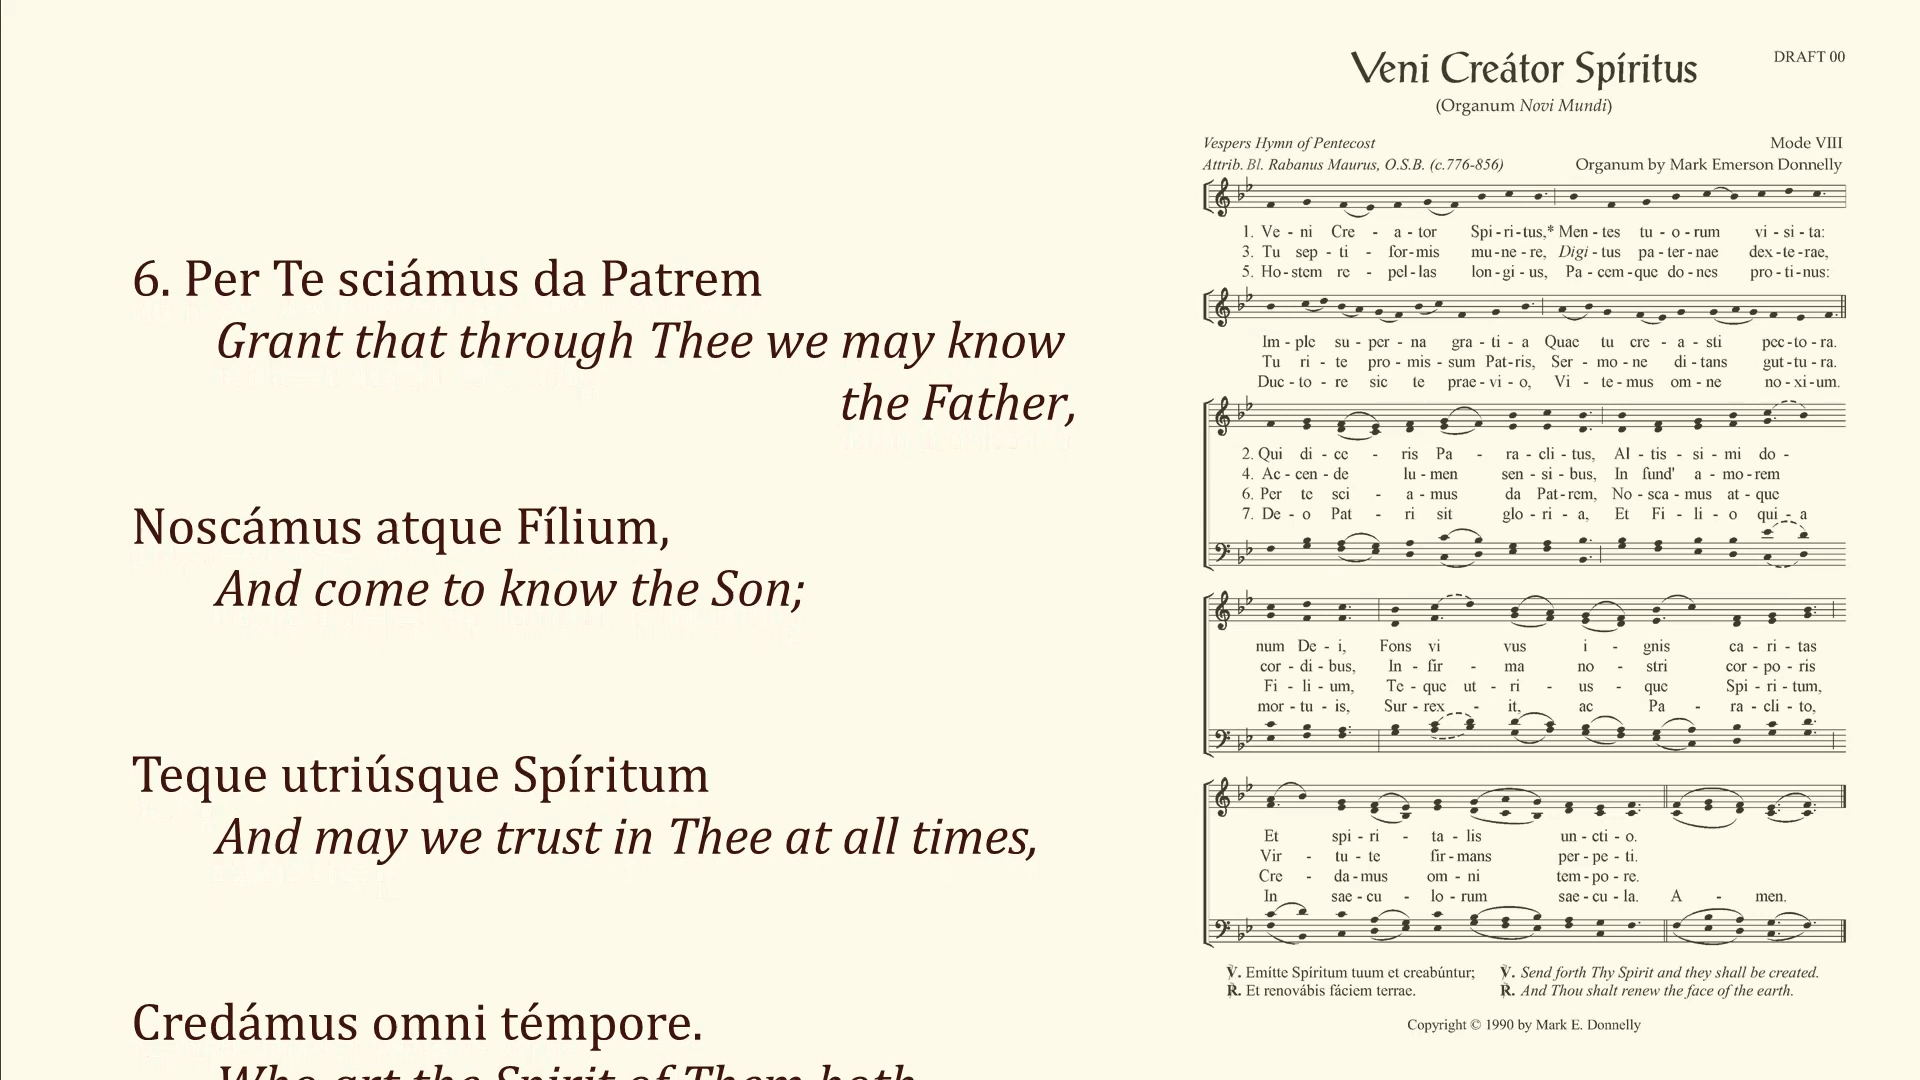 6. Per Te sciámus da Patrem
Grant that through Thee we may know
the Father,
Noscámus atque Fílium,
And come to know the Son;
Teque utriúsque Spíritum
And may we trust in Thee at all times,
Credámus omni témpore.
Who art the Spirit of Them both
Veni Creátor Spíritus
DRAFT 00
(Organum Novi Mundi)
Vespers Hymn of Pentecost
Mode VIII
Attrib. Bl. Rabanus Maurus, O.S.B. (c.776-856)
Organum by Mark Emerson Donnelly
1. Ve - ni Cre - a - tor Spi - ri - tus,* Men - tes tu - o - rum vi - si - ta:
3. Tu sep - ti - for - mis mu - ne - re, Digi - tus pa - ter - nae dex - te - rae,
5. Ho - stem re - pel - las lon - gi - us, Pa - cem - que do - nes pro - ti - nus:
Im - ple su - per - na gra - ti - a Quae tu cre - a - sti pec - to - ra.
Tu ri - te pro - mis - sum Pat - ris, Ser - mo - ne di - tans gut - tu - ra.
Duc - to - re sic te prae - vi - o, Vi - te - mus om - ne no - xi - um.
2. Qui di - ce - ris Pa - ra - cli - tus, Al - tis - si - mi do -
4. Ac - cen - de lu - men sen - si - bus, In fund' a - mo - rem
6. Per te sci - a - mus da Pat - rem, No - sca - mus at - que
7. De - o Pat - ri sit glo - ri - a, Et Fi - li - o qui - a
num De - i, Fons vi vus i - gnis ca - ri - tas
cor - di - bus, In - fir - ma no - stri cor - po - ris
Fi - li - um, Te - que ut - ri - us - que Spi - ri - tum,
mor - tu - is, Sur - rex - it, ac Pa - ra - cli - to,
Et spi - ri - ta - lis un - cti - o.
Vir - tu - te fir - mans per - pe - ti.
Cre - da - mus om - ni tem - po - re.
In sae - cu - lo - rum sae - cu - la. A - men.
℣. Emítte Spíritum tuum et creabúntur;
℟. Et renovábis fáciem terrae.
℣. Send forth Thy Spirit and they shall be created.
℟. And Thou shalt renew the face of the earth.
Copyright © 1990 by Mark E. Donnelly